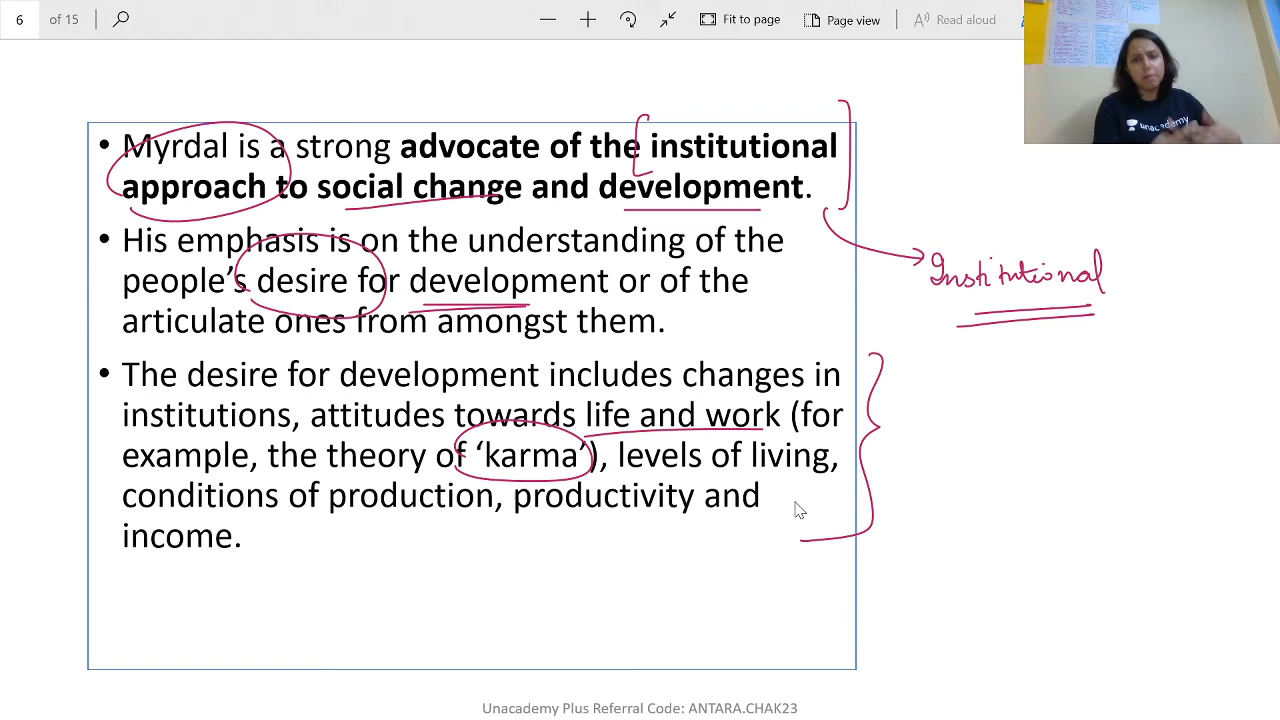 6 of 15 Fit to page Page view Read aloud
unacademy
• Myrdal is a strong advocate of the institutional
approach to social change and development.
• His emphasis is on the understanding of the
people’s desire for development or of the
articulate ones from amongst them.
Institutional
• The desire for development includes changes in
institutions, attitudes towards life and work (for
example, the theory of ‘karma’), levels of living,
conditions of production, productivity and
income.
Unacademy Plus Referral Code: ANTARA.CHAK23